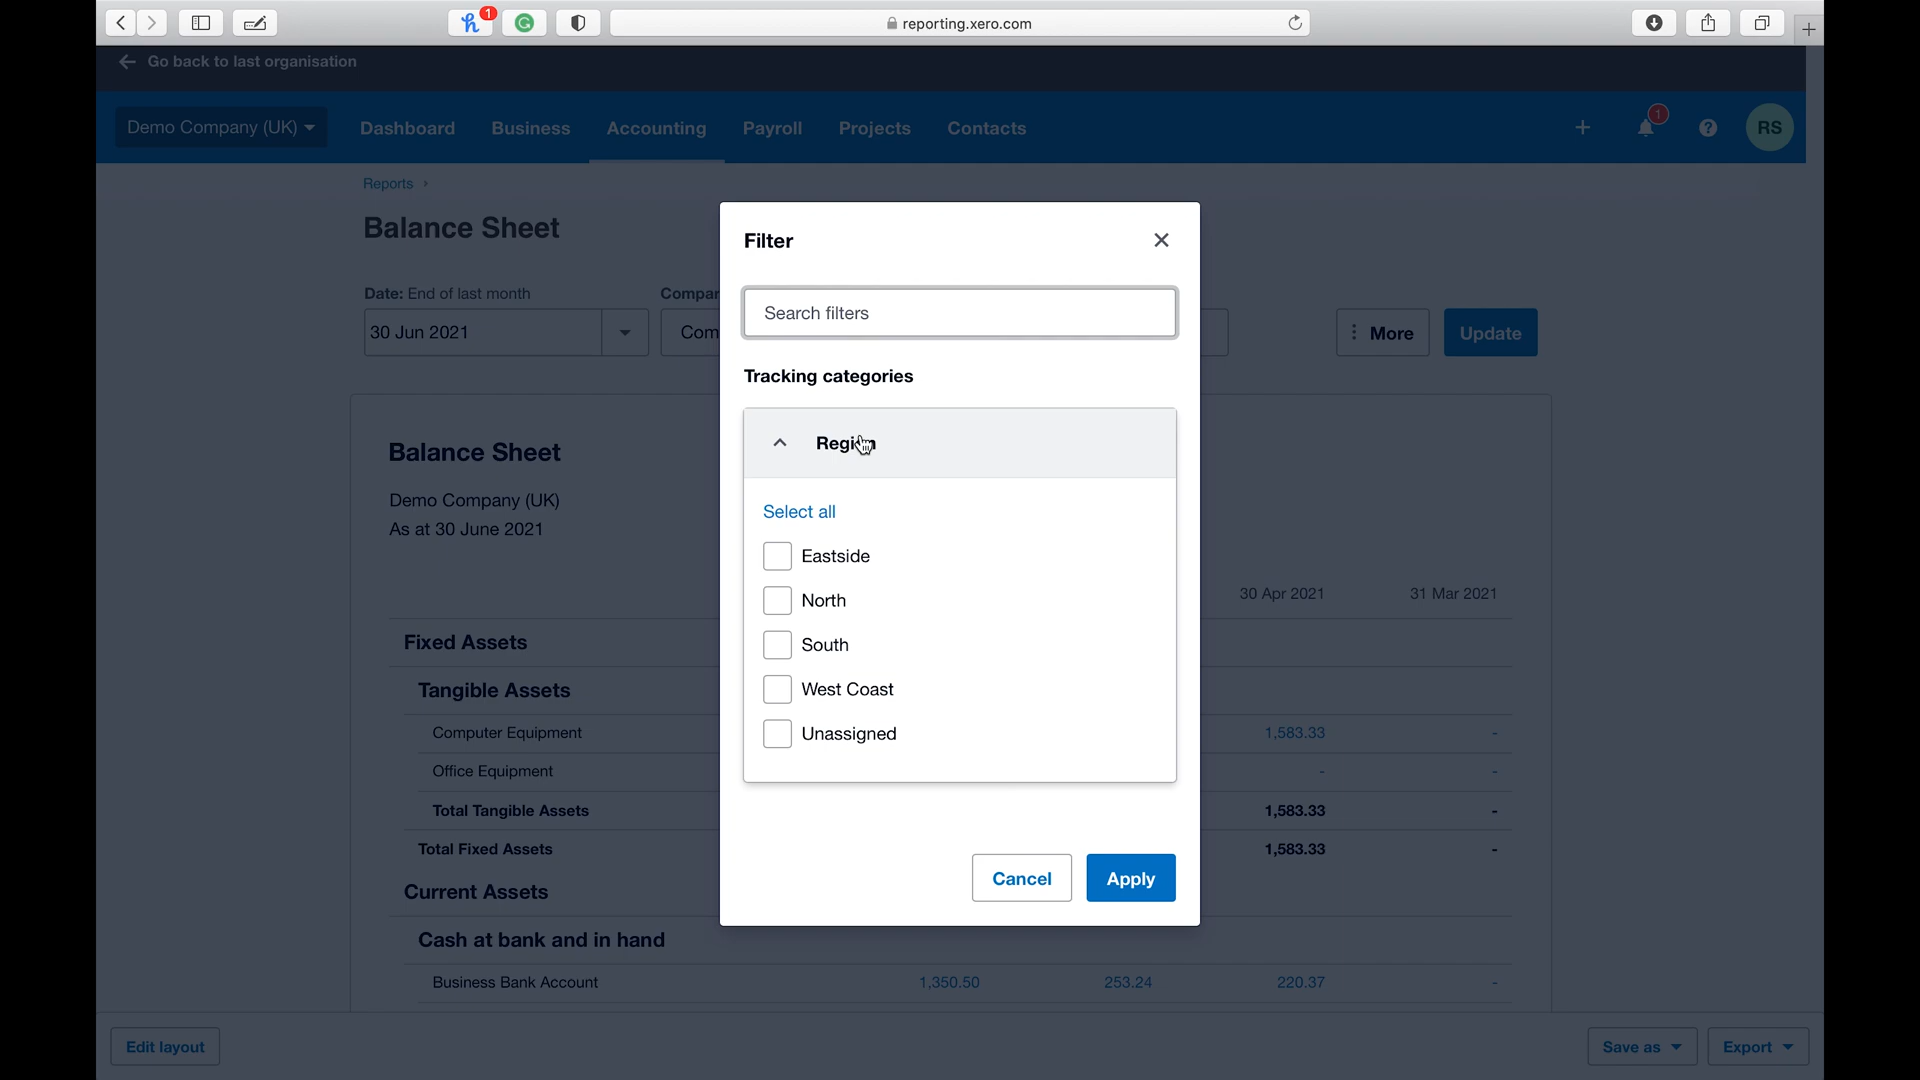 1
reporting.xero.com
Go back to last organisation
Demo Company (UK) Dashboard Business Accounting Payroll Projects Contacts 1 RS
Reports
Balance Sheet
Date: End of last month
30 Jun 2021
More Update
Filter
Search filters
Tracking categories
Region
Select all
Eastside
North
South
West Coast
Unassigned
Cancel Apply
Balance Sheet
Demo Company (UK)
As at 30 June 2021
30 Apr 2021 31 Mar 2021
Fixed Assets
Tangible Assets
Computer Equipment 1,583.33 -
Office Equipment - -
Total Tangible Assets 1,583.33 -
Total Fixed Assets 1,583.33 -
Current Assets
Cash at bank and in hand
Business Bank Account 1,350.50 253.24 220.37 -
Edit layout Save as Export